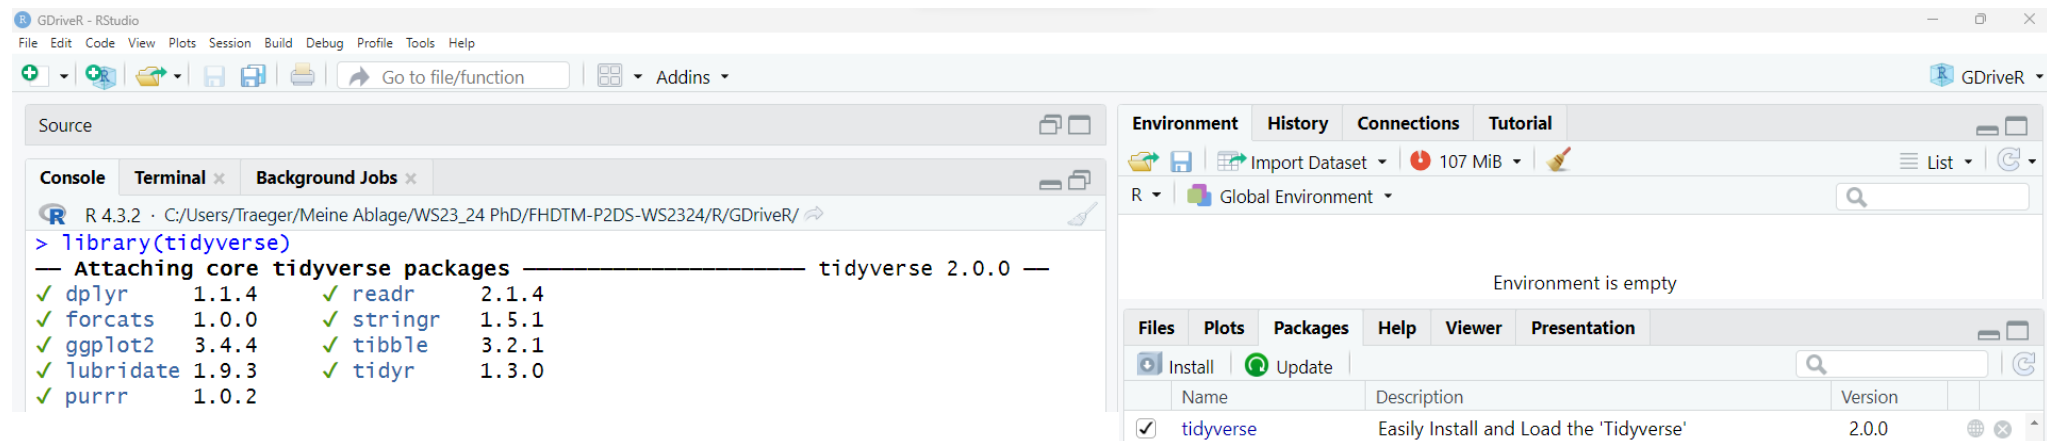 GDriveR - RStudio
File Edit Code View Plots Session Build Debug Profile Tools Help
Go to file/function Addins GDriveR
Source
Console Terminal Background Jobs
R 4.3.2 · C:/Users/Traeger/Meine Ablage/WS23_24 PhD/FHDTM-P2DS-WS2324/R/GDriveR/
> library(tidyverse)
── Attaching core tidyverse packages ────────────────────── tidyverse 2.0.0 ──
✓ dplyr 1.1.4 ✓ readr 2.1.4
✓ forcats 1.0.0 ✓ stringr 1.5.1
✓ ggplot2 3.4.4 ✓ tibble 3.2.1
✓ lubridate 1.9.3 ✓ tidyr 1.3.0
✓ purrr 1.0.2
Environment History Connections Tutorial
Import Dataset 107 MiB List
R Global Environment
Environment is empty
Files Plots Packages Help Viewer Presentation
Install Update
Name Description Version
tidyverse Easily Install and Load the 'Tidyverse' 2.0.0